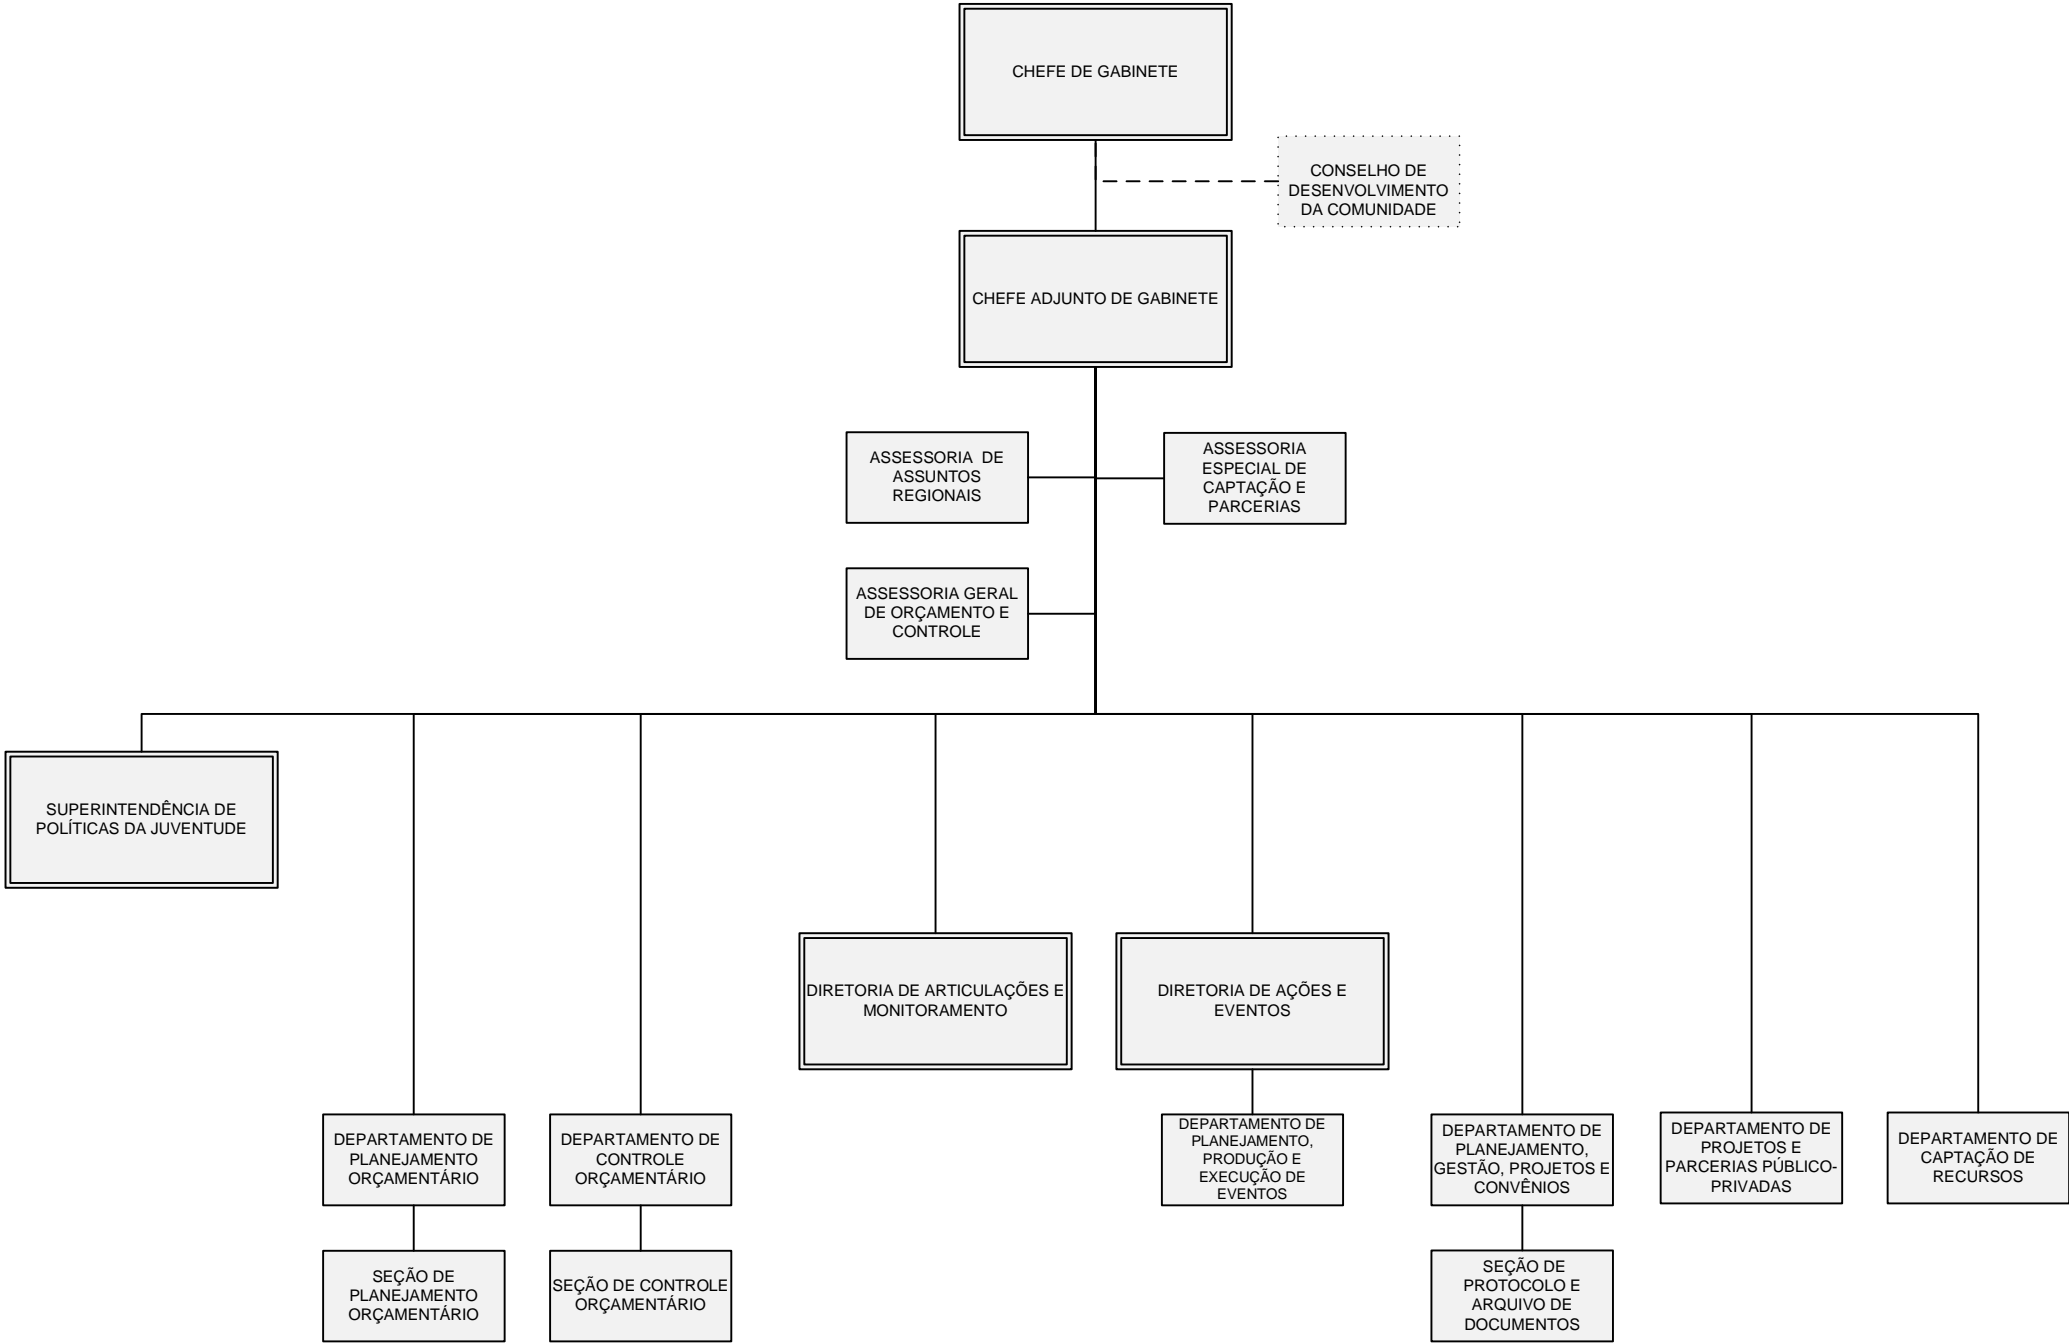 CHEFE DE GABINETE
CONSELHO DE
DESENVOLVIMENTO
DA COMUNIDADE
CHEFE ADJUNTO DE GABINETE
ASSESSORIA DE
ASSUNTOS
REGIONAIS
ASSESSORIA
ESPECIAL DE
CAPTAÇÃO E
PARCERIAS
ASSESSORIA GERAL
DE ORÇAMENTO E
CONTROLE
SUPERINTENDÊNCIA DE
POLÍTICAS DA JUVENTUDE
DIRETORIA DE ARTICULAÇÕES E
MONITORAMENTO
DIRETORIA DE AÇÕES E
EVENTOS
DEPARTAMENTO DE
PLANEJAMENTO
ORÇAMENTÁRIO
DEPARTAMENTO DE
CONTROLE
ORÇAMENTÁRIO
DEPARTAMENTO DE
PLANEJAMENTO,
PRODUÇÃO E
EXECUÇÃO DE
EVENTOS
DEPARTAMENTO DE
PLANEJAMENTO,
GESTÃO, PROJETOS E
CONVÊNIOS
DEPARTAMENTO DE
PROJETOS E
PARCERIAS PÚBLICO-
PRIVADAS
DEPARTAMENTO DE
CAPTAÇÃO DE
RECURSOS
SEÇÃO DE
PLANEJAMENTO
ORÇAMENTÁRIO
SEÇÃO DE CONTROLE
ORÇAMENTÁRIO
SEÇÃO DE
PROTOCOLO E
ARQUIVO DE
DOCUMENTOS